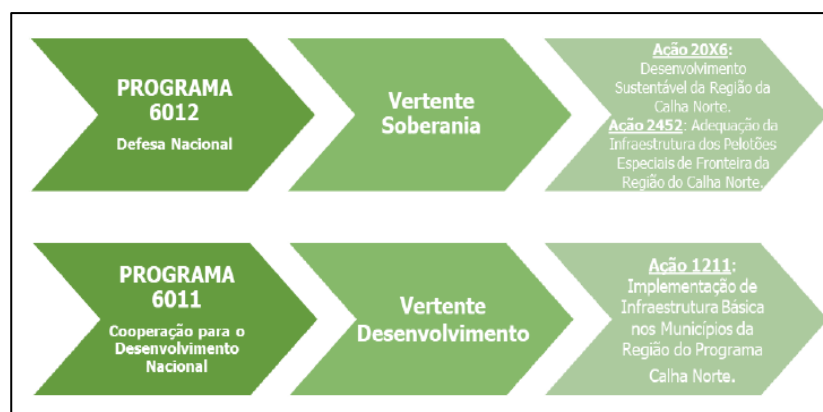 PROGRAMA
6012
Defesa Nacional
Vertente
Soberania
Ação 20X6:
Desenvolvimento
Sustentável da Região da
Calha Norte.
Ação 2452: Adequação da
Infraestrutura dos Pelotões
Especiais de Fronteira da
Região do Calha Norte.
PROGRAMA
6011
Cooperação para o
Desenvolvimento
Nacional
Vertente
Desenvolvimento
Ação 1211:
Implementação de
Infraestrutura Básica
nos Municípios da
Região do Programa
Calha Norte.